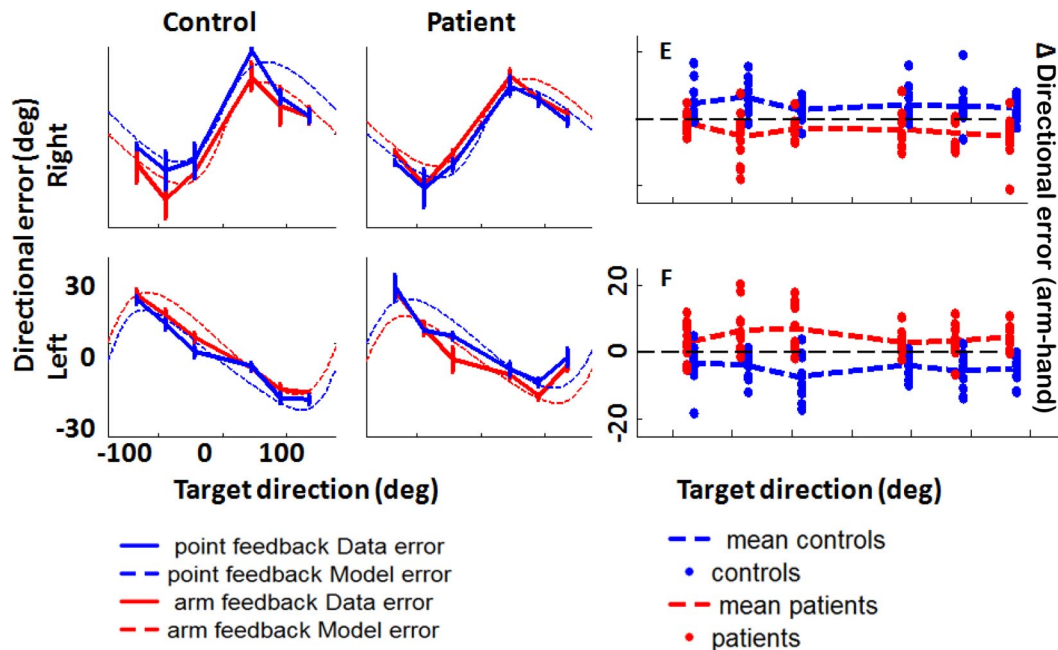 Control
Patient
Directional error(deg)
Right
Left
30
0
-30
-100 0 100
Target direction (deg)
point feedback Data error
point feedback Model error
arm feedback Data error
arm feedback Model error
E
F
20
0
-20
Δ Directional error (arm-hand)
Target direction (deg)
mean controls
controls
mean patients
patients